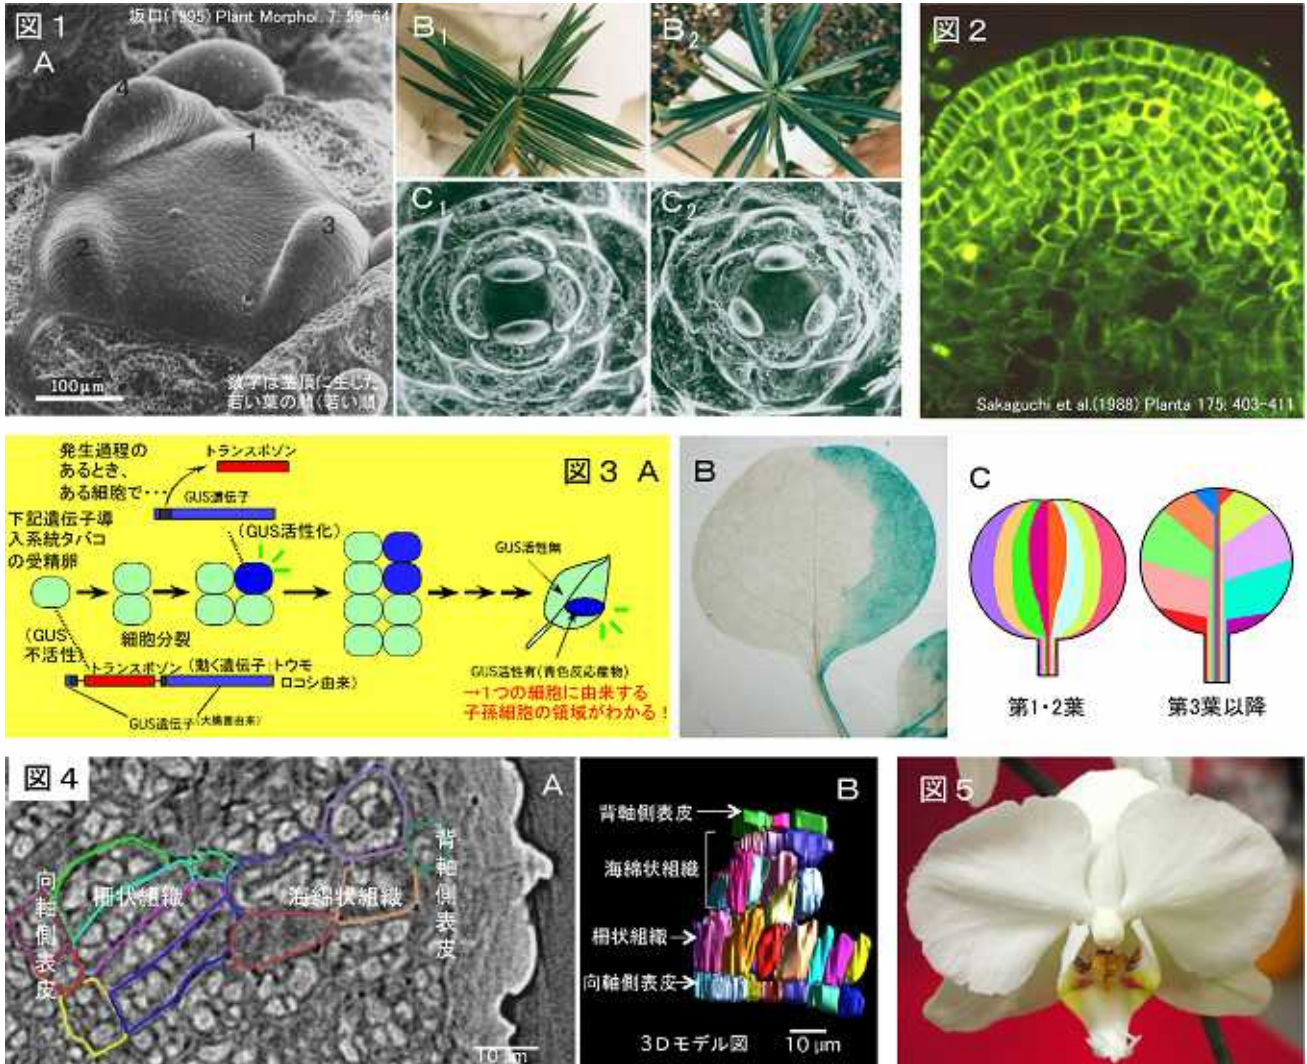 図1
坂口(1995) Plant Morphol. 7: 59-64
A
4
1
2
3
100μm
数字は茎頂に生じた
若い葉の順(若い順)
B1
B2
C1
C2
図2
Sakaguchi et al.(1988) Planta 175: 403-411
図3 A
発生過程の
あるとき、
ある細胞で・・・
トランスポゾン
GUS遺伝子
(GUS活性化)
下記遺伝子導
入系統タバコ
の受精卵
(GUS
不活性)
細胞分裂
トランスポゾン
(動く遺伝子:トウモ
ロコシ由来)
GUS遺伝子(大腸菌由来)
GUS活性無
GUS活性有(青色反応産物)
→1つの細胞に由来する
子孫細胞の領域がわかる!
B
C
第1・2葉
第3葉以降
図4
A
向軸側表皮
柵状組織
海綿状組織
背軸側表皮
10μm
B
背軸側表皮
海綿状組織
柵状組織
向軸側表皮
3Dモデル図
10μm
図5